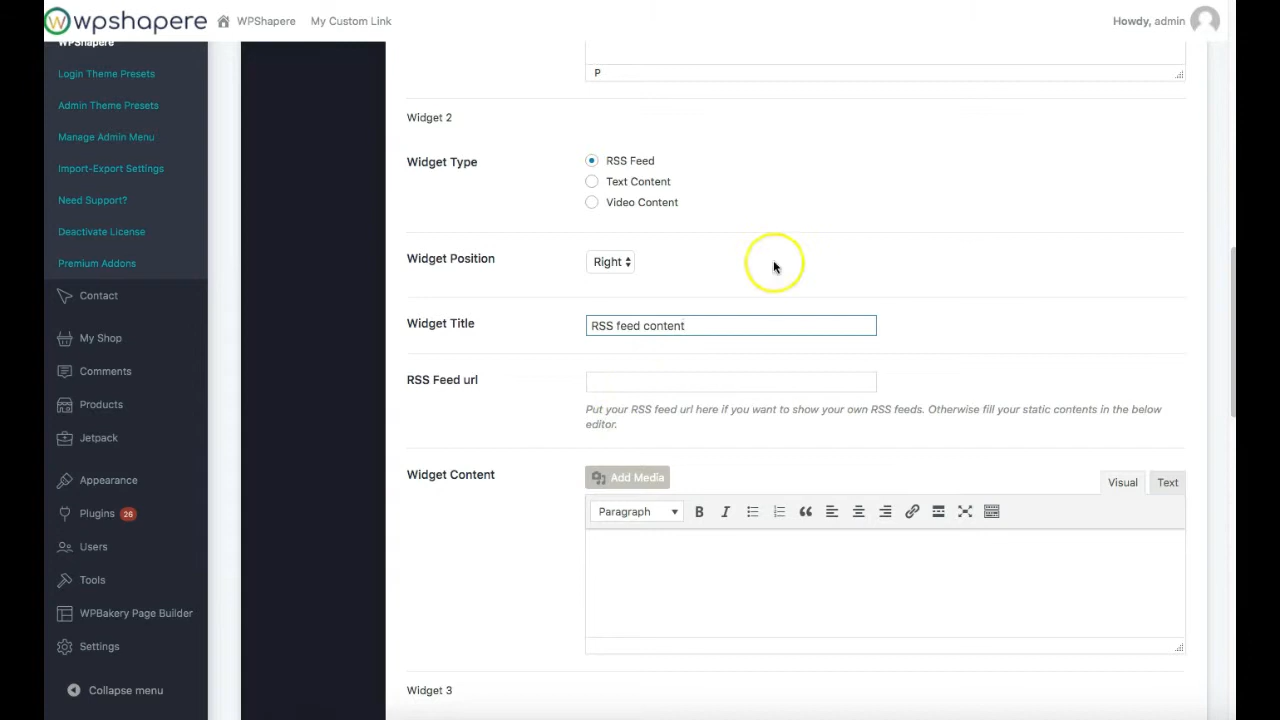 wpshapere WPShapere My Custom Link Howdy, admin
WPShapere
Login Theme Presets
Admin Theme Presets
Manage Admin Menu
Import-Export Settings
Need Support?
Deactivate License
Premium Addons
Contact
My Shop
Comments
Products
Jetpack
Appearance
Plugins 26
Users
Tools
WPBakery Page Builder
Settings
Collapse menu
P
Widget 2
Widget Type
RSS Feed
Text Content
Video Content
Widget Position Right
Widget Title RSS feed content
RSS Feed url
Put your RSS feed url here if you want to show your own RSS feeds. Otherwise fill your static contents in the below
editor.
Widget Content Add Media Visual Text
Paragraph B I
Widget 3